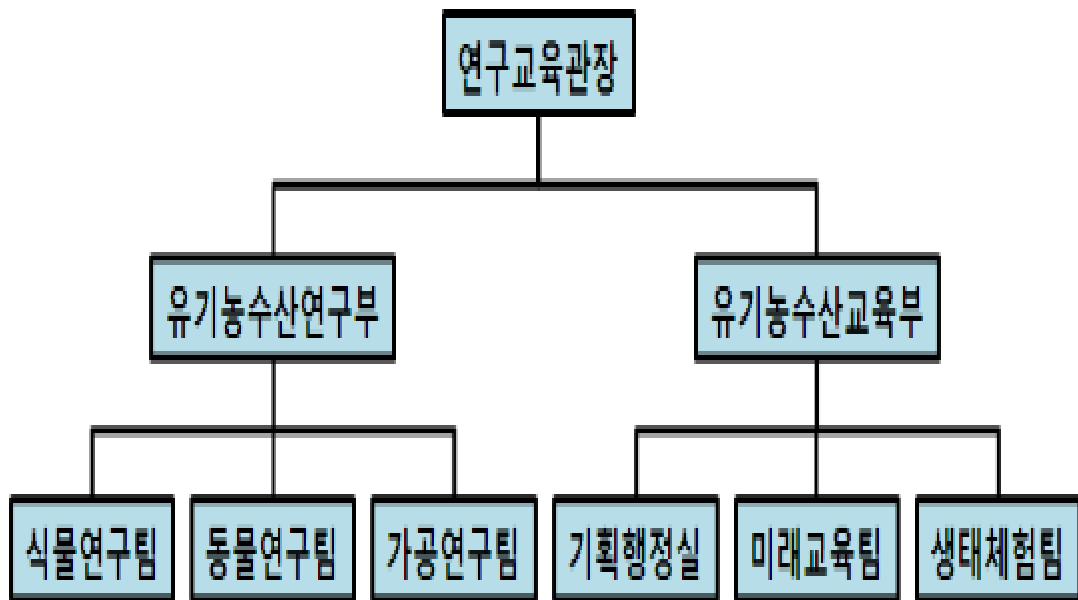 연구교육관장
유기농수산연구부
유기농수산교육부
식물연구팀
동물연구팀
가공연구팀
기획행정실
미래교육팀
생태체험팀